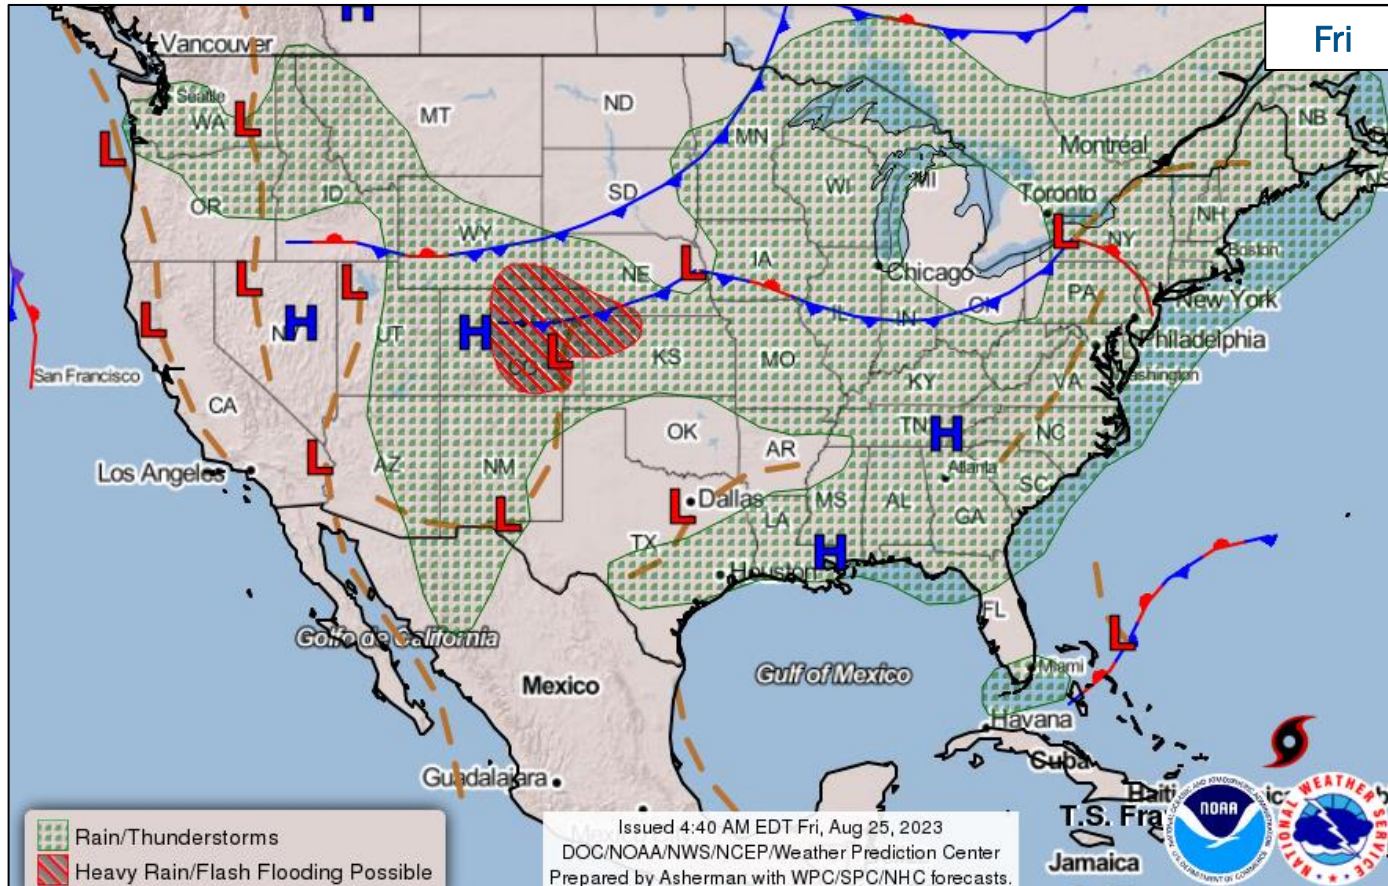 Fri
Vancouver
Seattle
WA
MT
ND
MN
Montréal
NB
NS
OR
ID
SD
WI
MI
Toronto
NH
WY
NE
IA
NY
Boston
Chicago
UT
IL
IN
OH
PA
New York
San Francisco
CA
CO
KS
MO
KY
VA
Philadelphia
Washington
Los Angeles
AZ
NM
OK
AR
TN
NC
Atlanta
SC
Dallas
TX
LA
MS
AL
GA
Houston
FL
Golfo de California
Mexico
Gulf of Mexico
Miami
Havana
Cuba
Guadalajara
Haiti
T.S. Fra
Jamaica
NOAA
NATIONAL WEATHER SERVICE
Rain/Thunderstorms
Heavy Rain/Flash Flooding Possible
Issued 4:40 AM EDT Fri, Aug 25, 2023
DOC/NOAA/NWS/NCEP/Weather Prediction Center
Prepared by Asherman with WPC/SPC/NHC forecasts.
L
L
L
L
L
L
L
L
L
L
L
L
H
H
H
H
H